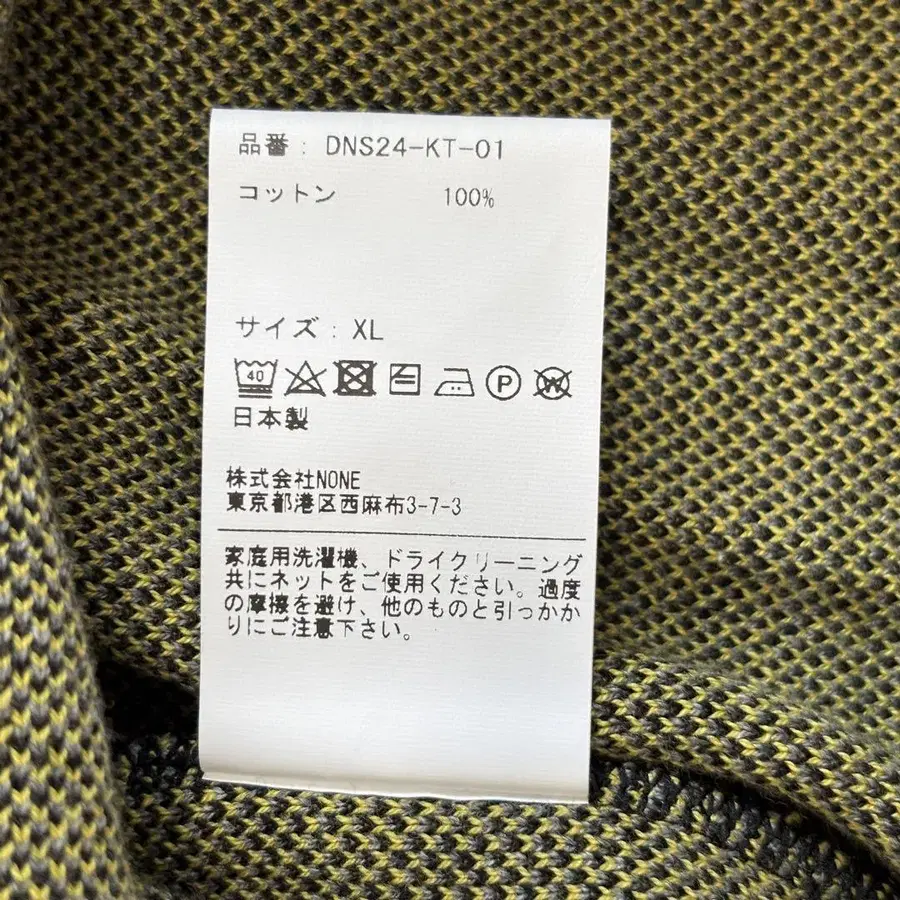 品番: DNS24-KT-01
コットン 100%
サイズ: XL
40
P
W
日本製
株式会社NONE
東京都港区西麻布3-7-3
家庭用洗濯機、ドライクリーニング
共にネットをご使用ください。過度
の摩擦を避け、他のものと引っかか
りにご注意下さい。